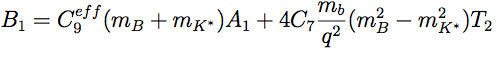 $B_1 = C_9^{eff}(m_B + m_{K^*})A_1 + 4C_7\frac{m_b}{q^2}(m_B^2 - m_{K^*}^2)T_2$